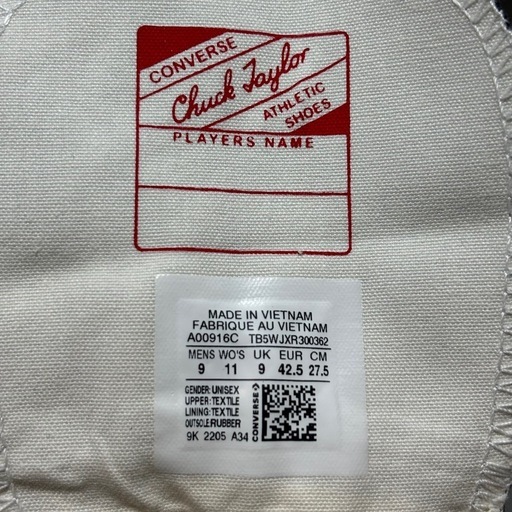 CONVERSE
Chuck Taylor
ATHLETIC
SHOES
PLAYERS NAME
MADE IN VIETNAM
FABRIQUE AU VIETNAM
A00916C TB5WJXR300362
MENS WO'S UK EUR CM
9 11 9 42.5 27.5
GENDER: UNISEX
UPPER: TEXTILE
LINING: TEXTILE
OUTSOLE: RUBBER
9K 2205 A34
CONVERSE